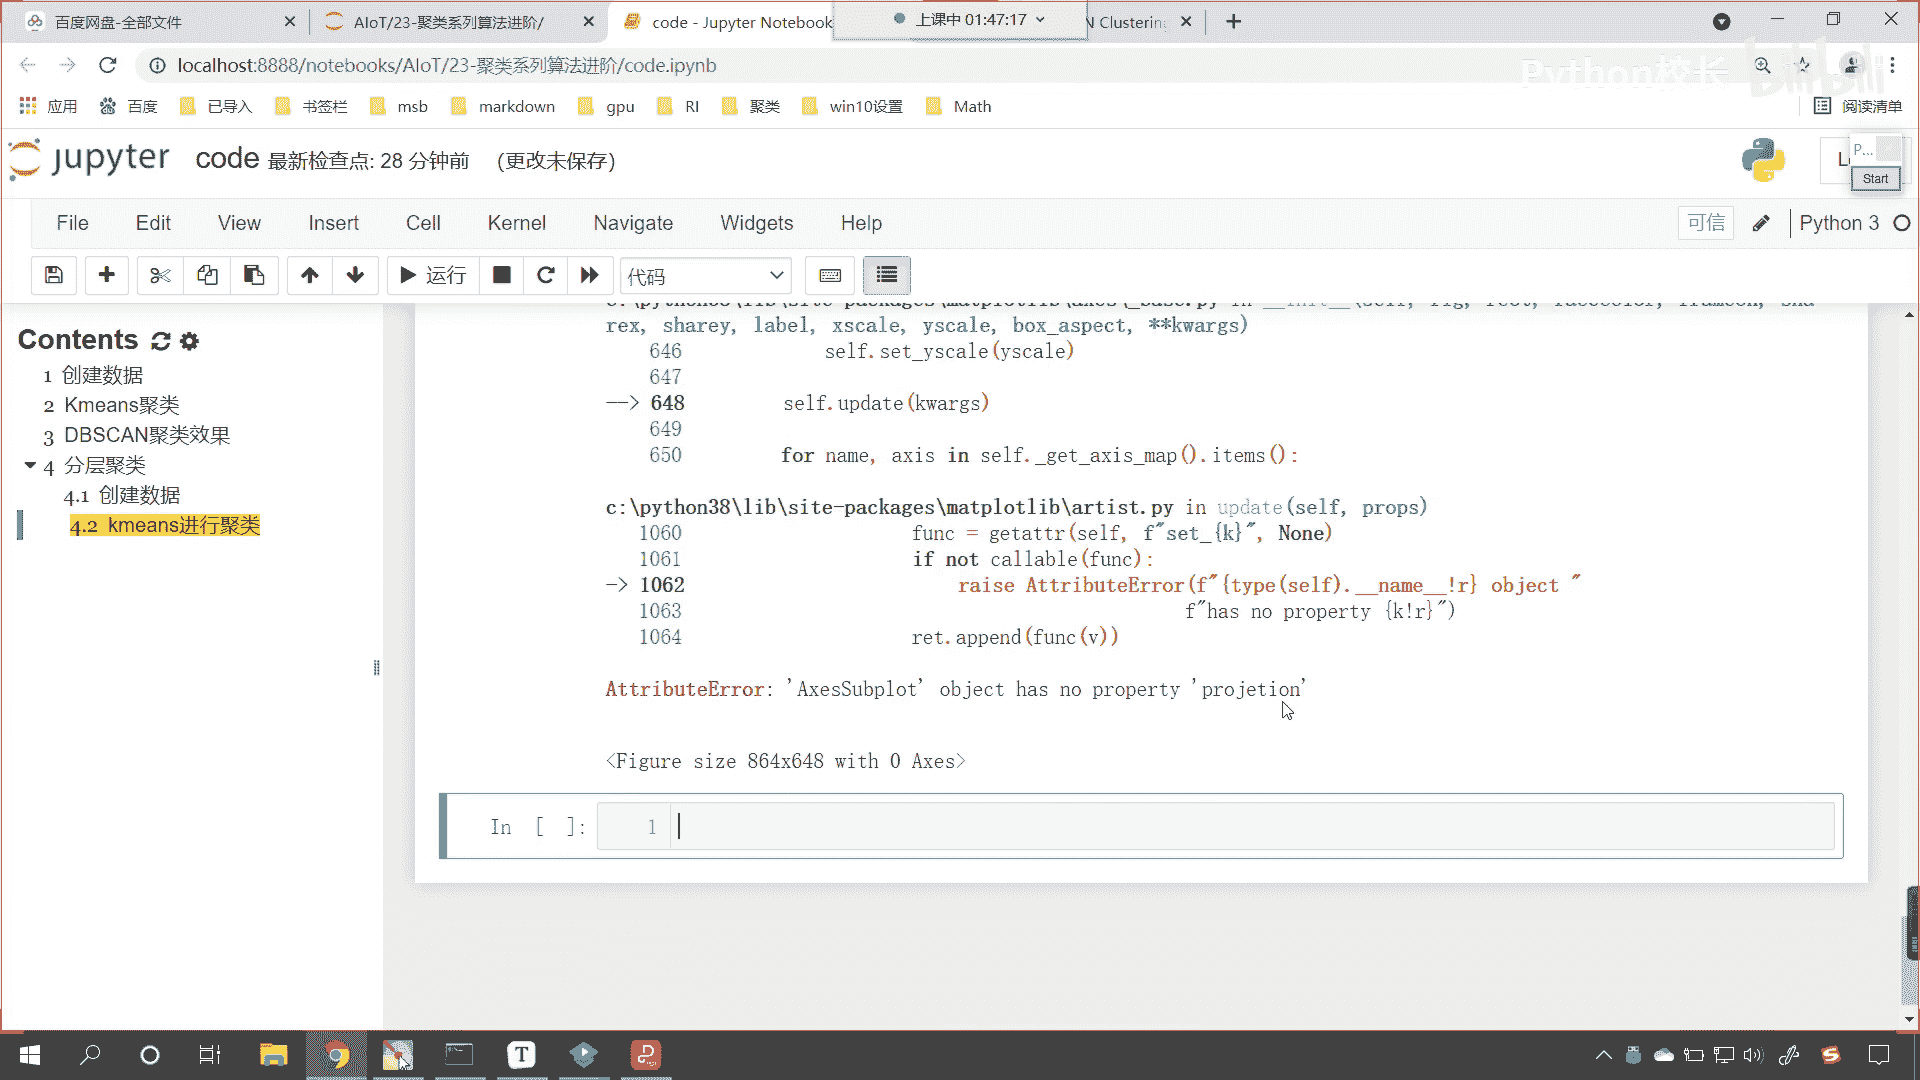 百度网盘-全部文件
AIoT/23-聚类系列算法进阶/
code - Jupyter Notebook
上课中 01:47:17
N Clustering
localhost:8888/notebooks/AIoT/23-聚类系列算法进阶/code.ipynb
Python校长
bilibili
应用
百度
已导入
书签栏
msb
markdown
gpu
RI
聚类
win10设置
Math
阅读清单
jupyter
code 最新检查点: 28 分钟前 (更改未保存)
P...
Start
File Edit View Insert Cell Kernel Navigate Widgets Help
可信
Python 3
运行
代码
Contents
1 创建数据
2 Kmeans聚类
3 DBSCAN聚类效果
4 分层聚类
4.1 创建数据
4.2 kmeans进行聚类
rex, sharey, label, xscale, yscale, box_aspect, **kwargs)
646 self.set_yscale(yscale)
647
--> 648 self.update(kwargs)
649
650 for name, axis in self._get_axis_map().items():
c:\python38\lib\site-packages\matplotlib\artist.py in update(self, props)
1060 func = getattr(self, f"set_{k}", None)
1061 if not callable(func):
-> 1062 raise AttributeError(f"{type(self).__name__!r} object "
1063 f"has no property {k!r}")
1064 ret.append(func(v))
AttributeError: 'AxesSubplot' object has no property 'projetion'
<Figure size 864x648 with 0 Axes>
In [ ]:
1